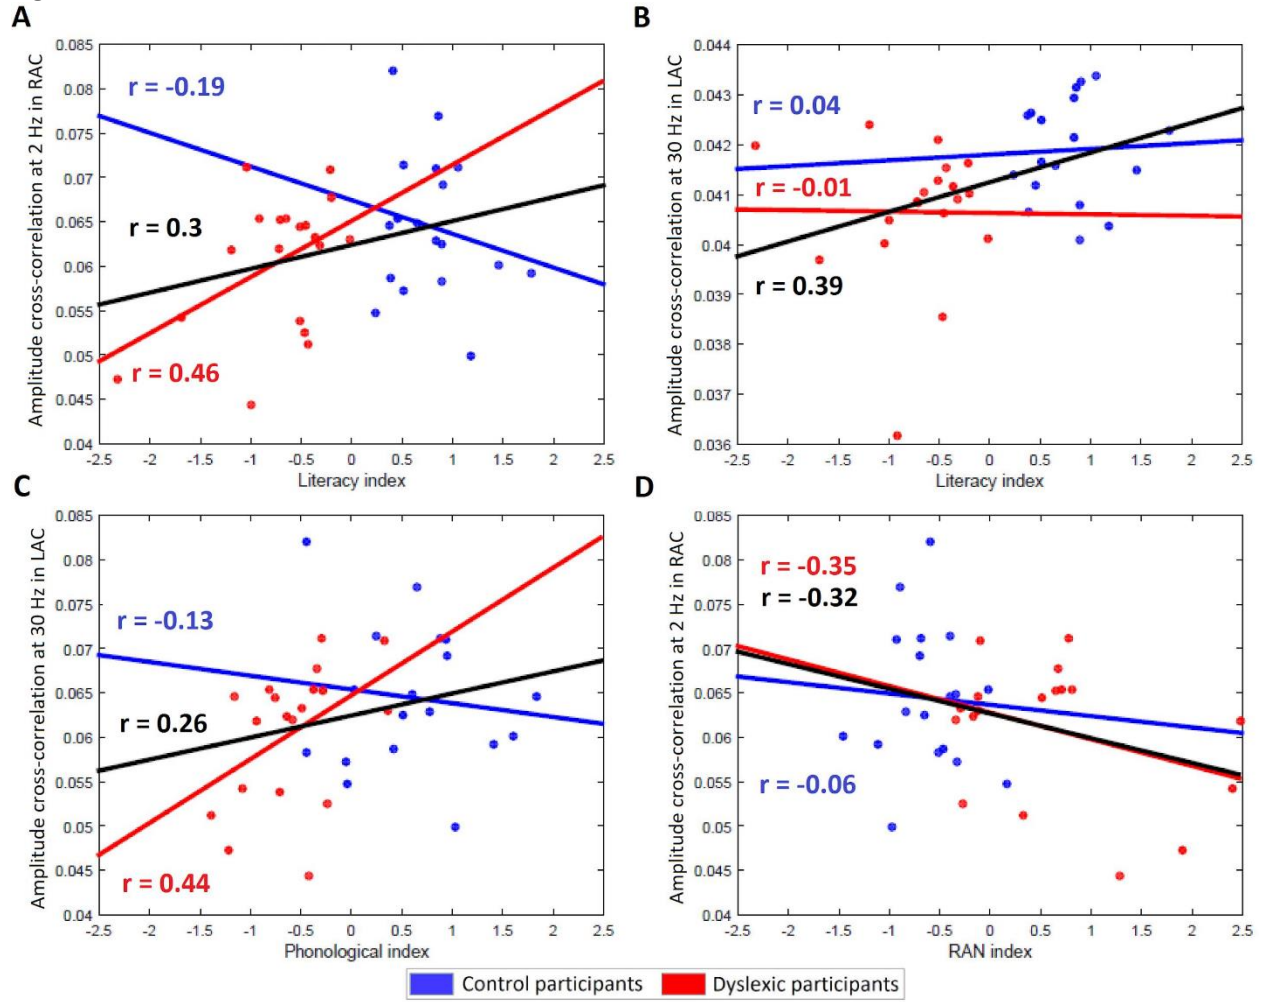 A
Amplitude cross-correlation at 2 Hz in RAC
0.085
0.08
0.075
0.07
0.065
0.06
0.055
0.05
0.045
0.04
r = -0.19
r = 0.3
r = 0.46
-2.5 -2 -1.5 -1 -0.5 0 0.5 1 1.5 2 2.5
Literacy index
B
Amplitude cross-correlation at 30 Hz in LAC
0.044
0.043
0.042
0.041
0.04
0.039
0.038
0.037
0.036
r = 0.04
r = -0.01
r = 0.39
-2.5 -2 -1.5 -1 -0.5 0 0.5 1 1.5 2 2.5
Literacy index
C
Amplitude cross-correlation at 30 Hz in LAC
0.085
0.08
0.075
0.07
0.065
0.06
0.055
0.05
0.045
0.04
r = -0.13
r = 0.26
r = 0.44
-2.5 -2 -1.5 -1 -0.5 0 0.5 1 1.5 2 2.5
Phonological index
D
Amplitude cross-correlation at 2 Hz in RAC
0.085
0.08
0.075
0.07
0.065
0.06
0.055
0.05
0.045
0.04
r = -0.35
r = -0.32
r = -0.06
-2.5 -2 -1.5 -1 -0.5 0 0.5 1 1.5 2 2.5
RAN index
Control participants Dyslexic participants